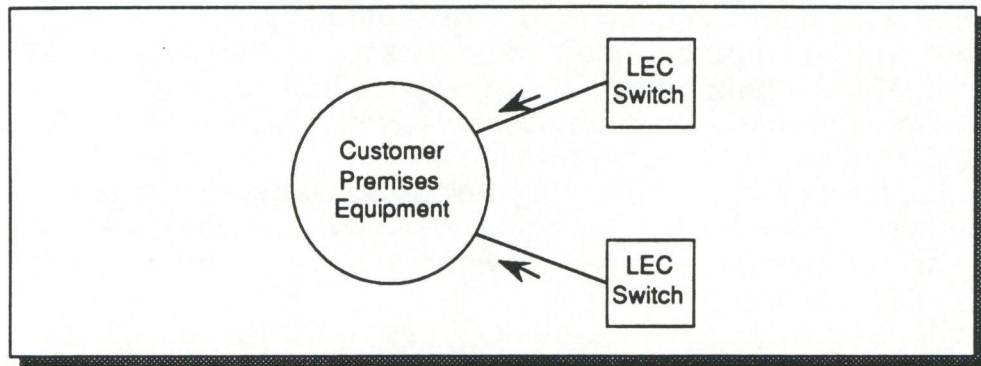 LEC
Switch
Customer
Premises
Equipment
LEC
Switch